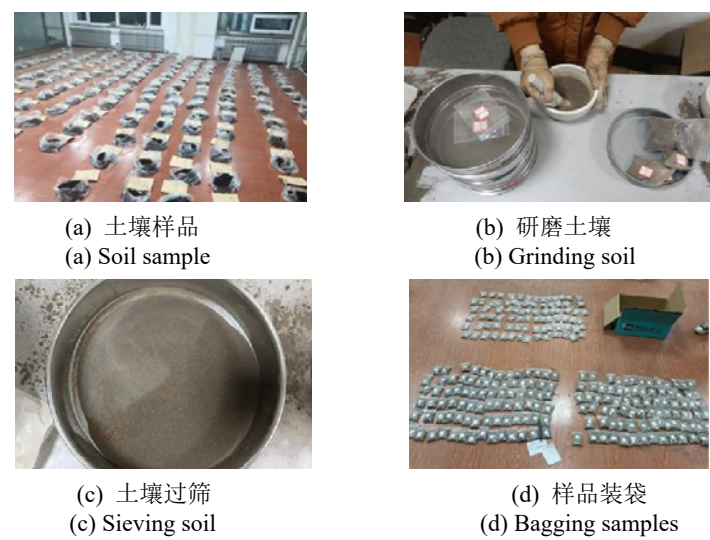 (a) 土壤样品
(a) Soil sample
(b) 研磨土壤
(b) Grinding soil
(c) 土壤过筛
(c) Sieving soil
(d) 样品装袋
(d) Bagging samples